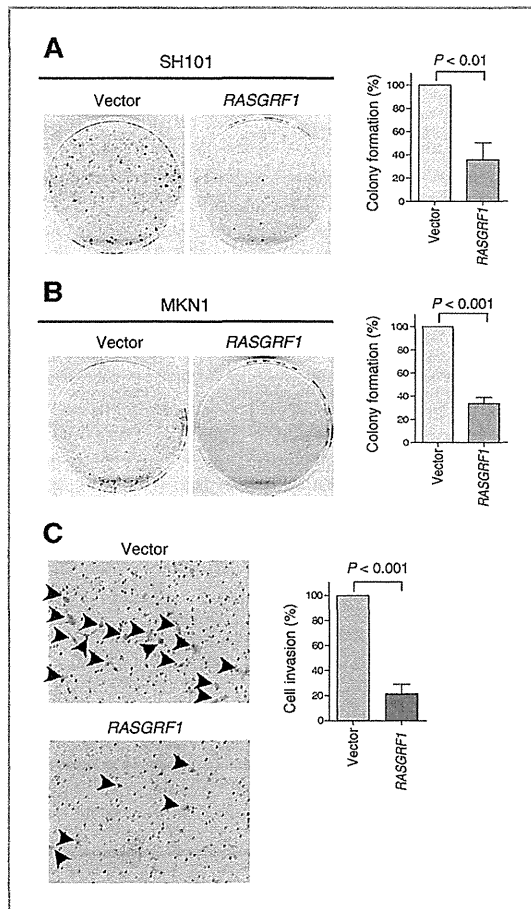 A
SH101
Vector
RASGRF1
P < 0.01
Colony formation (%)
100
80
60
40
20
0
Vector
RASGRF1
B
MKN1
Vector
RASGRF1
P < 0.001
Colony formation (%)
100
80
60
40
20
0
Vector
RASGRF1
C
Vector
RASGRF1
P < 0.001
Cell invasion (%)
100
80
60
40
20
0
Vector
RASGRF1